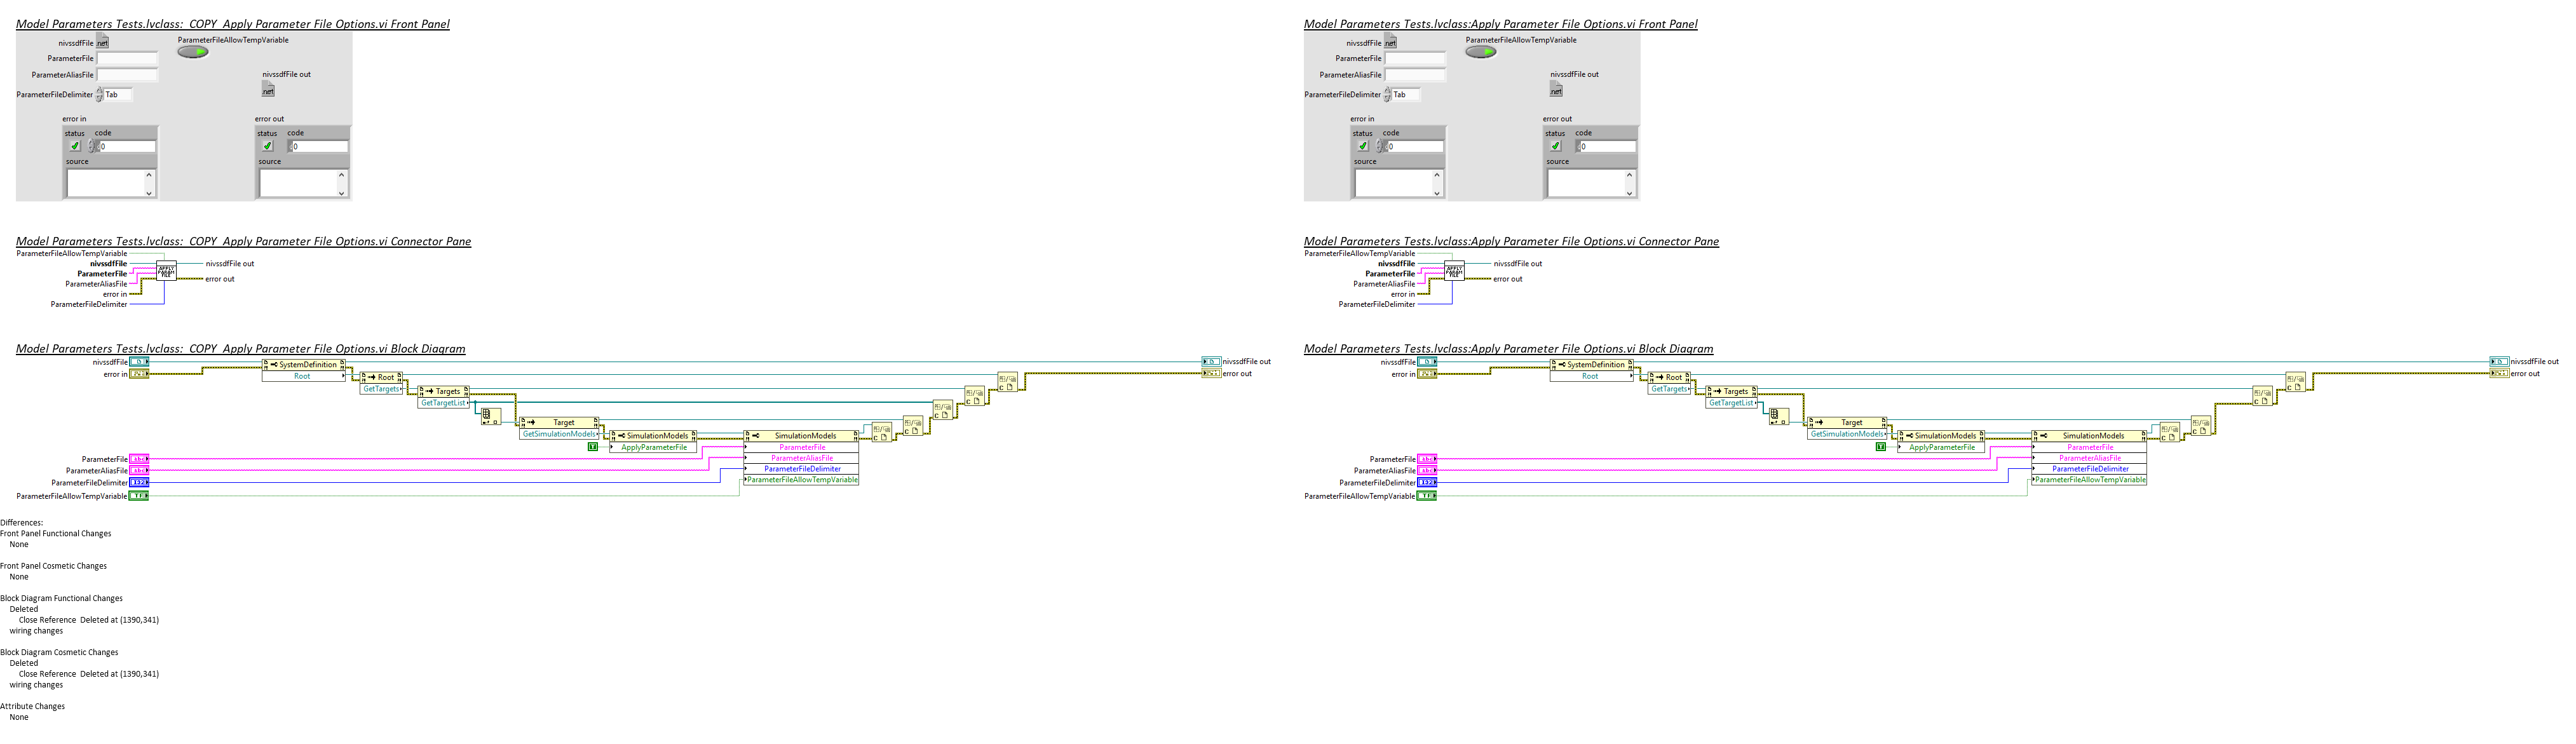 Model Parameters Tests.lvclass:  COPY  Apply Parameter File Options.vi Front Panel
nivssdfFile
.net
ParameterFileAllowTempVariable
ParameterFile
ParameterAliasFile
nivssdfFile out
.net
ParameterFileDelimiter
Tab
error in
error out
status code
0
status code
0
source
source
Model Parameters Tests.lvclass:  COPY  Apply Parameter File Options.vi Connector Pane
ParameterFileAllowTempVariable
nivssdfFile
ParameterFile
ParameterAliasFile
error in
ParameterFileDelimiter
APPLY
PARAM
FILE
nivssdfFile out
error out
Model Parameters Tests.lvclass:  COPY  Apply Parameter File Options.vi Block Diagram
nivssdfFile
error in
SystemDefinition
Root
Root
GetTargets
Targets
GetTargetList
Target
GetSimulationModels
SimulationModels
ApplyParameterFile
SimulationModels
ParameterFile
ParameterAliasFile
ParameterFileDelimiter
ParameterFileAllowTempVariable
nivssdfFile out
error out
ParameterFile
ParameterAliasFile
ParameterFileDelimiter
ParameterFileAllowTempVariable
Differences:
Front Panel Functional Changes
None
Front Panel Cosmetic Changes
None
Block Diagram Functional Changes
Deleted
Close Reference  Deleted at (1390,341)
wiring changes
Block Diagram Cosmetic Changes
Deleted
Close Reference  Deleted at (1390,341)
wiring changes
Attribute Changes
None
Model Parameters Tests.lvclass:Apply Parameter File Options.vi Front Panel
nivssdfFile
.net
ParameterFileAllowTempVariable
ParameterFile
ParameterAliasFile
nivssdfFile out
.net
ParameterFileDelimiter
Tab
error in
error out
status code
0
status code
0
source
source
Model Parameters Tests.lvclass:Apply Parameter File Options.vi Connector Pane
ParameterFileAllowTempVariable
nivssdfFile
ParameterFile
ParameterAliasFile
error in
ParameterFileDelimiter
APPLY
PARAM
FILE
nivssdfFile out
error out
Model Parameters Tests.lvclass:Apply Parameter File Options.vi Block Diagram
nivssdfFile
error in
SystemDefinition
Root
Root
GetTargets
Targets
GetTargetList
Target
GetSimulationModels
SimulationModels
ApplyParameterFile
SimulationModels
ParameterFile
ParameterAliasFile
ParameterFileDelimiter
ParameterFileAllowTempVariable
nivssdfFile out
error out
ParameterFile
ParameterAliasFile
ParameterFileDelimiter
ParameterFileAllowTempVariable